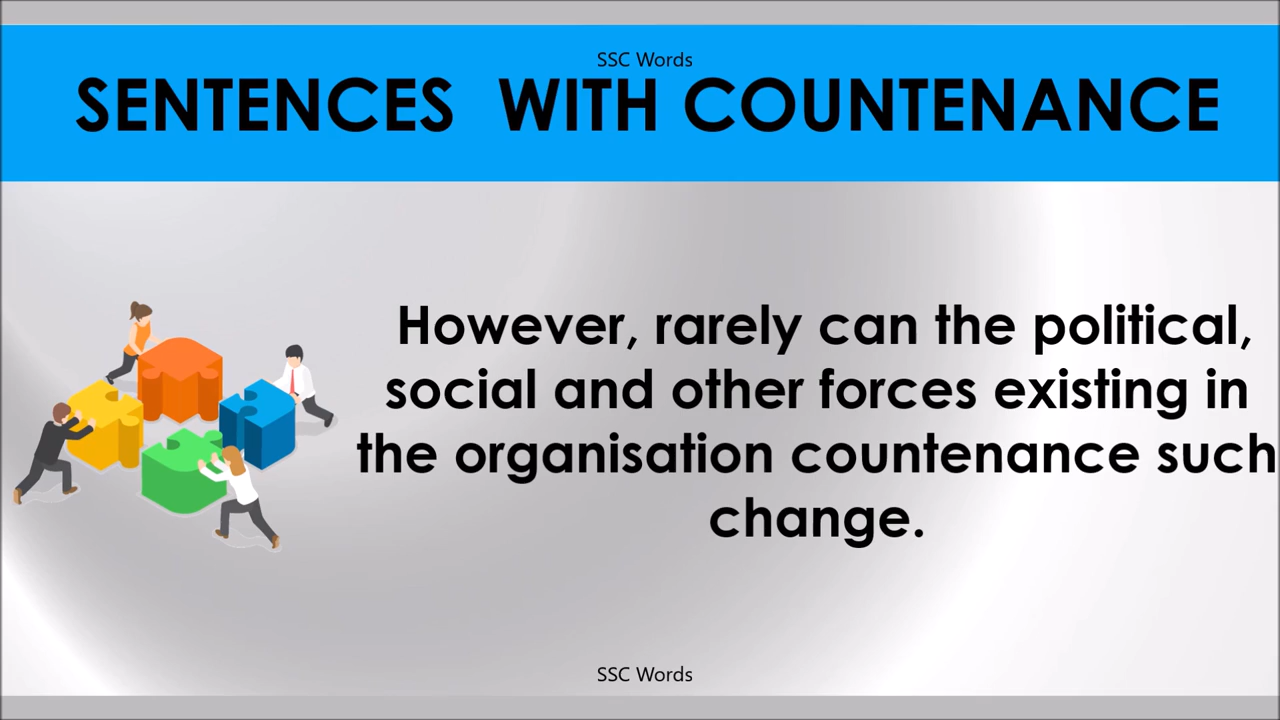 SSC Words
SENTENCES WITH COUNTENANCE
However, rarely can the political,
social and other forces existing in
the organisation countenance such
change.
SSC Words